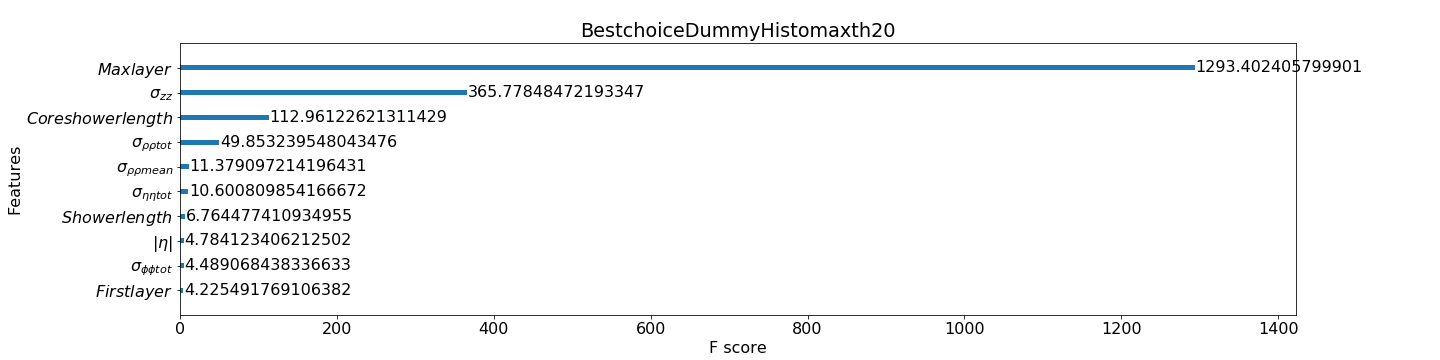 BestchoiceDummyHistomaxth20
Maxlayer 1293.402405799901
σzz 365.77848472193347
Coreshowerlength 112.96122621311429
σρρtot 49.853239548043476
σρρmean 11.379097214196431
σηηtot 10.600809854166672
Showerlength 6.764477410934955
|η| 4.784123406212502
σϕϕtot 4.489068438336633
Firstlayer 4.225491769106382
Features
0 200 400 600 800 1000 1200 1400
F score